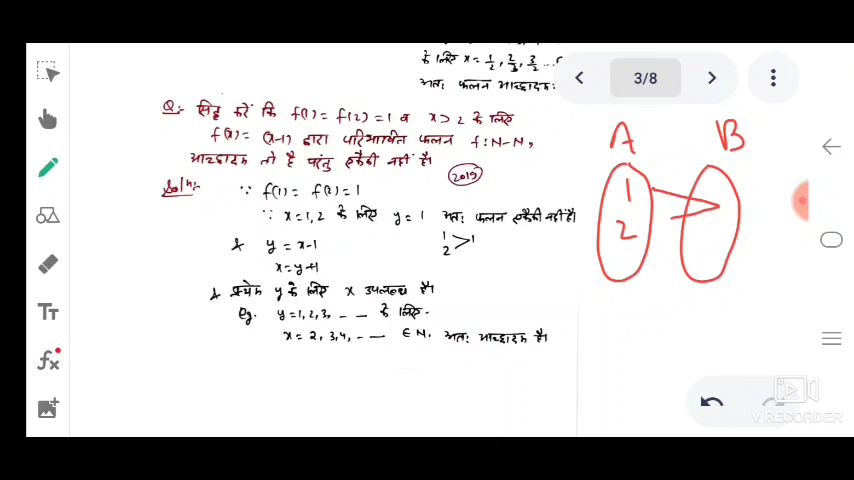 के लिए x = 1/2, 2/3, 3/2 ...
अतः फलन आच्छादक
3/8
Q:- सिद्ध करें कि f(1) = f(2) = 1 व x > 2 के लिए
f(x) = (x-1) द्वारा परिभाषित फलन f: N-N,
आच्छादक तो है परंतु एकैकी नहीं है।
2019
Soln:- ∵ f(1) = f(2) = 1
∵ x = 1,2 के लिए y = 1 अतः फलन एकैकी नहीं है।
1
2 > 1
& y = x-1
x = y+1
& प्रत्येक y के लिए x उपलब्ध है।
eg. y = 1, 2, 3, - - - के लिए-
x = 2, 3, 4, - - - ∈ N. अतः आच्छादक है।
A B
1
2
Tт
fx
V RECORDER